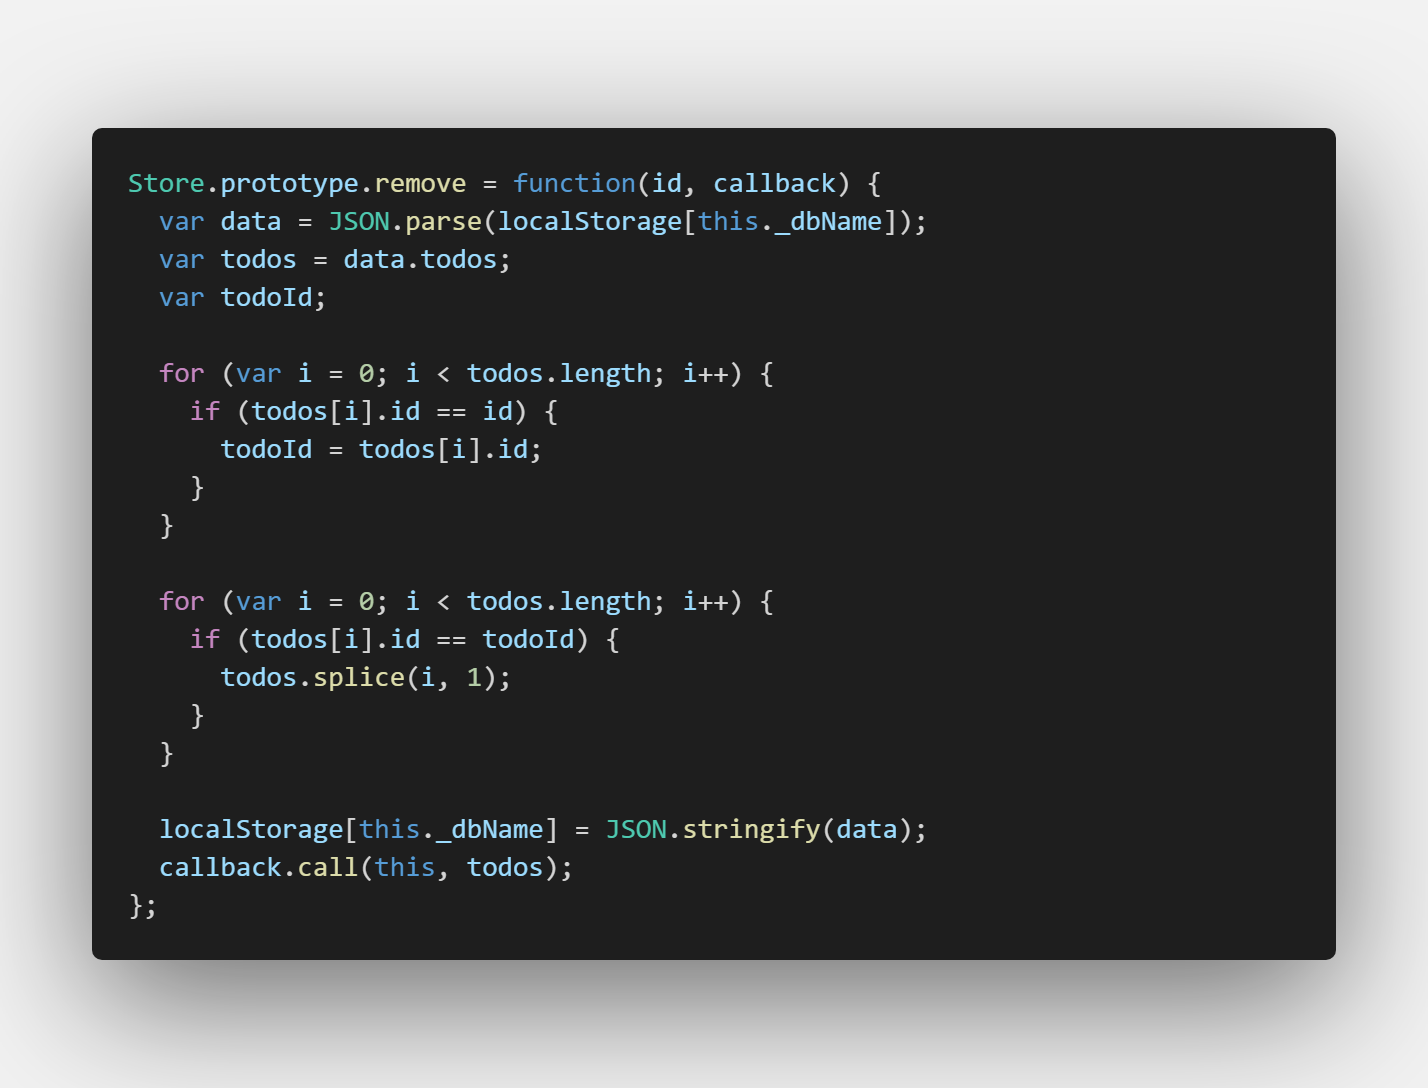 Store.prototype.remove = function(id, callback) {
  var data = JSON.parse(localStorage[this._dbName]);
  var todos = data.todos;
  var todoId;

  for (var i = 0; i < todos.length; i++) {
    if (todos[i].id == id) {
      todoId = todos[i].id;
    }
  }

  for (var i = 0; i < todos.length; i++) {
    if (todos[i].id == todoId) {
      todos.splice(i, 1);
    }
  }

  localStorage[this._dbName] = JSON.stringify(data);
  callback.call(this, todos);
};